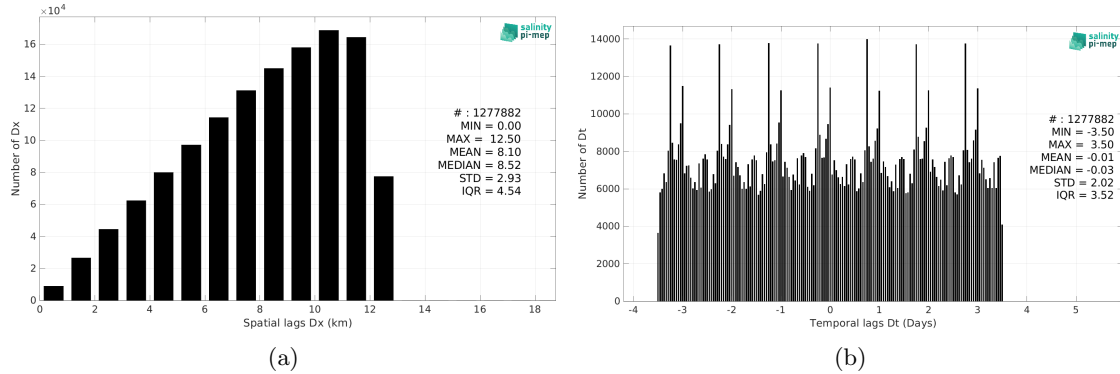 ×10⁴
16
14
12
10
8
6
4
2
0
Number of Dx
0 2 4 6 8 10 12 14 16 18
Spatial lags Dx (km)
salinity
pi-mep
# : 1277882
MIN = 0.00
MAX = 12.50
MEAN = 8.10
MEDIAN = 8.52
STD = 2.93
IQR = 4.54
(a)
14000
12000
10000
8000
6000
4000
2000
0
Number of Dt
-4 -3 -2 -1 0 1 2 3 4 5
Temporal lags Dt (Days)
salinity
pi-mep
# : 1277882
MIN = -3.50
MAX = 3.50
MEAN = -0.01
MEDIAN = -0.03
STD = 2.02
IQR = 3.52
(b)